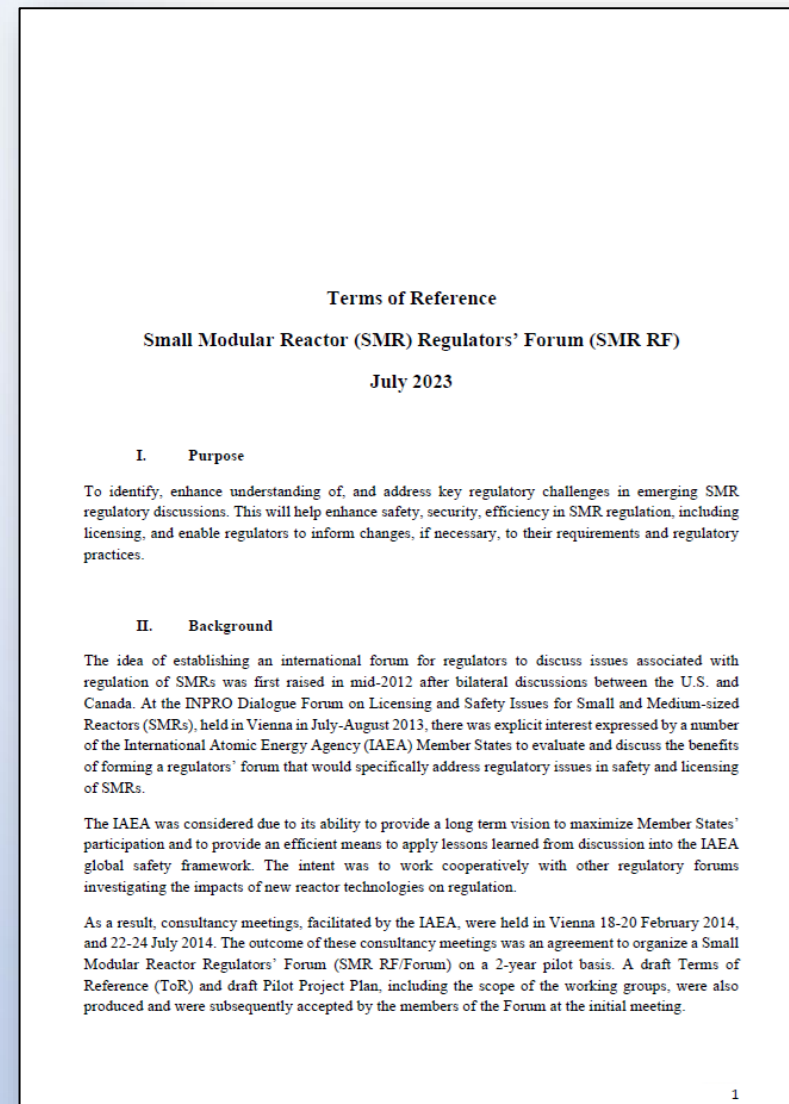 Terms of Reference
Small Modular Reactor (SMR) Regulators' Forum (SMR RF)
July 2023
I. Purpose
To identify, enhance understanding of, and address key regulatory challenges in emerging SMR
regulatory discussions. This will help enhance safety, security, efficiency in SMR regulation, including
licensing, and enable regulators to inform changes, if necessary, to their requirements and regulatory
practices.
II. Background
The idea of establishing an international forum for regulators to discuss issues associated with
regulation of SMRs was first raised in mid-2012 after bilateral discussions between the U.S. and
Canada. At the INPRO Dialogue Forum on Licensing and Safety Issues for Small and Medium-sized
Reactors (SMRs), held in Vienna in July-August 2013, there was explicit interest expressed by a number
of the International Atomic Energy Agency (IAEA) Member States to evaluate and discuss the benefits
of forming a regulators' forum that would specifically address regulatory issues in safety and licensing
of SMRs.
The IAEA was considered due to its ability to provide a long term vision to maximize Member States'
participation and to provide an efficient means to apply lessons learned from discussion into the IAEA
global safety framework. The intent was to work cooperatively with other regulatory forums
investigating the impacts of new reactor technologies on regulation.
As a result, consultancy meetings, facilitated by the IAEA, were held in Vienna 18-20 February 2014,
and 22-24 July 2014. The outcome of these consultancy meetings was an agreement to organize a Small
Modular Reactor Regulators' Forum (SMR RF/Forum) on a 2-year pilot basis. A draft Terms of
Reference (ToR) and draft Pilot Project Plan, including the scope of the working groups, were also
produced and were subsequently accepted by the members of the Forum at the initial meeting.
1